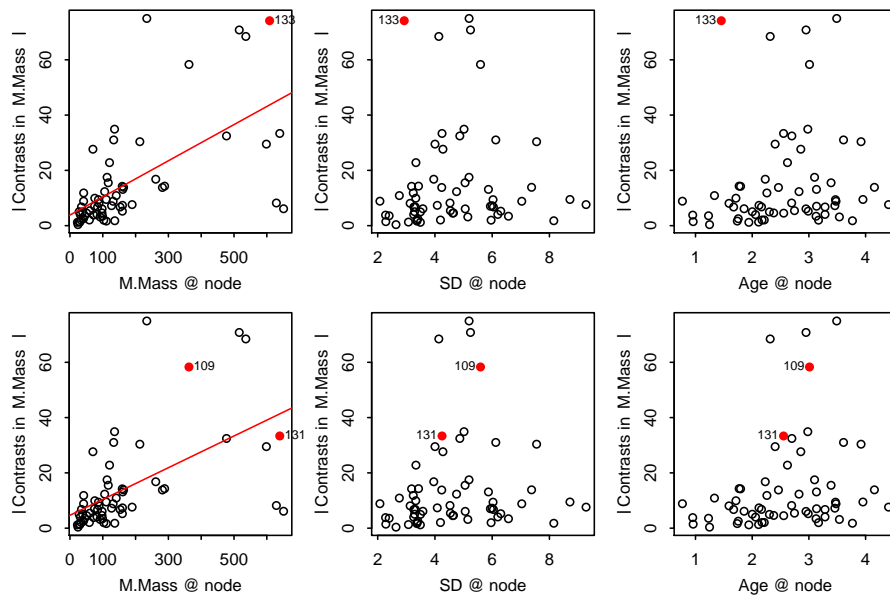 | Contrasts in M.Mass |
0 20 40 60
133
0 100 300 500
M.Mass @ node
| Contrasts in M.Mass |
0 20 40 60
133
2 4 6 8
SD @ node
| Contrasts in M.Mass |
0 20 40 60
133
1 2 3 4
Age @ node
| Contrasts in M.Mass |
0 20 40 60
109
131
0 100 300 500
M.Mass @ node
| Contrasts in M.Mass |
0 20 40 60
109
131
2 4 6 8
SD @ node
| Contrasts in M.Mass |
0 20 40 60
109
131
1 2 3 4
Age @ node